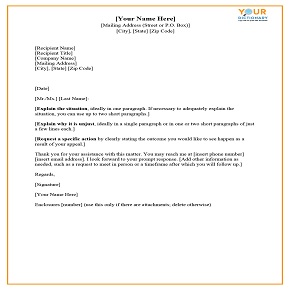 YOUR
DICTIONARY
[Your Name Here]
[Mailing Address (Street or P.O. Box)]
[City], [State] [Zip Code]
[Recipient Name]
[Recipient Title]
[Company Name]
[Mailing Address]
[City], [State] [Zip Code]
[Date]
[Mr./Ms.] [Last Name]:
[Explain the situation, ideally in one paragraph. If necessary to adequately explain the
situation, you can use up to two short paragraphs.]
[Explain why it is unjust, ideally in a single paragraph or in one or two short paragraphs of just
a few lines each.]
[Request a specific action by clearly stating the outcome you would like to see happen as a
result of your appeal.]
Thank you for your assistance with this matter. You may reach me at [insert phone number]
[insert email address]. I look forward to your prompt response. [Add other information as
needed, such as a request to meet in person or a timeframe after which you will follow up.]
Regards,
[Signature]
[Your Name Here]
Enclosures [number] (use this only if there are attachments, delete otherwise)